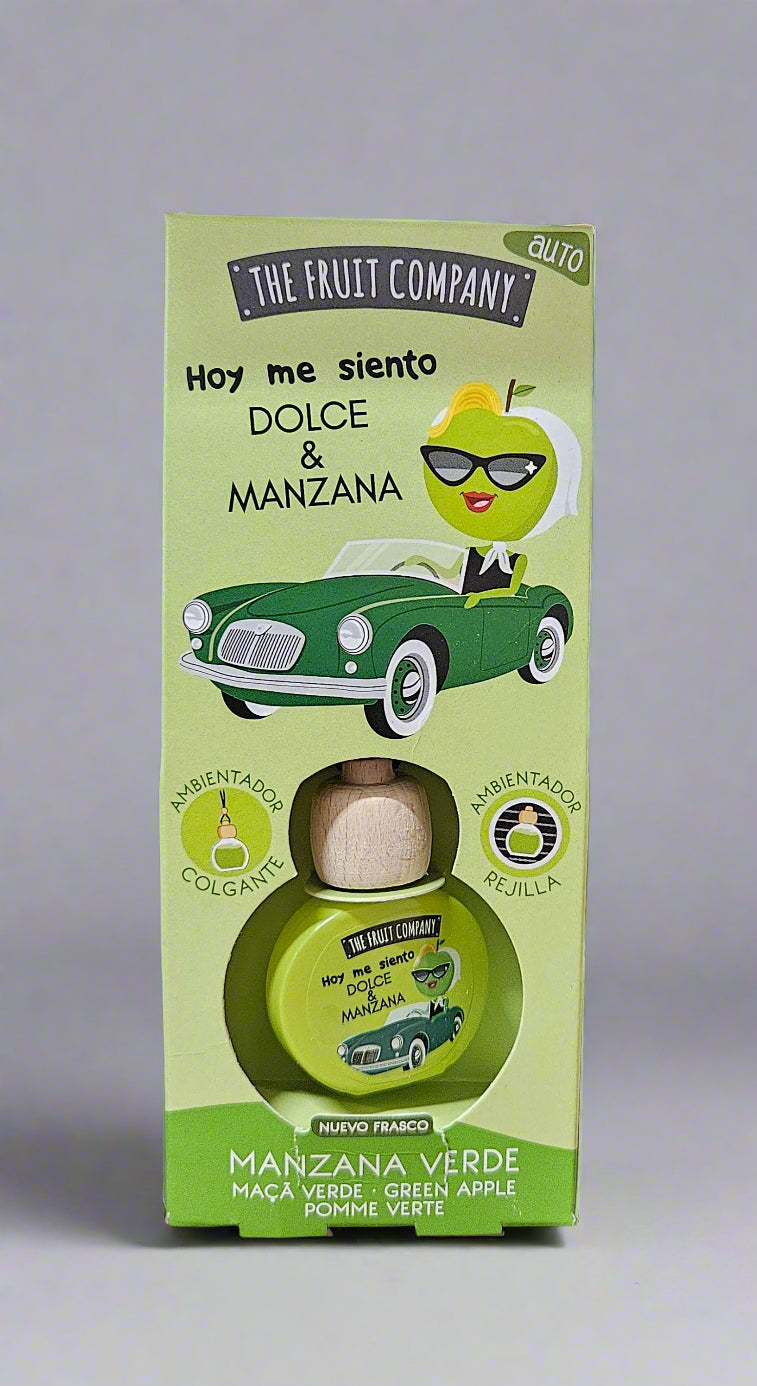 auto
THE FRUIT COMPANY
Hoy me siento
DOLCE
&
MANZANA
AMBIENTADOR
COLGANTE
AMBIENTADOR
REJILLA
THE FRUIT COMPANY
Hoy me siento
DOLCE
&
MANZANA
NUEVO FRASCO
MANZANA VERDE
MAÇÃ VERDE · GREEN APPLE
POMME VERTE